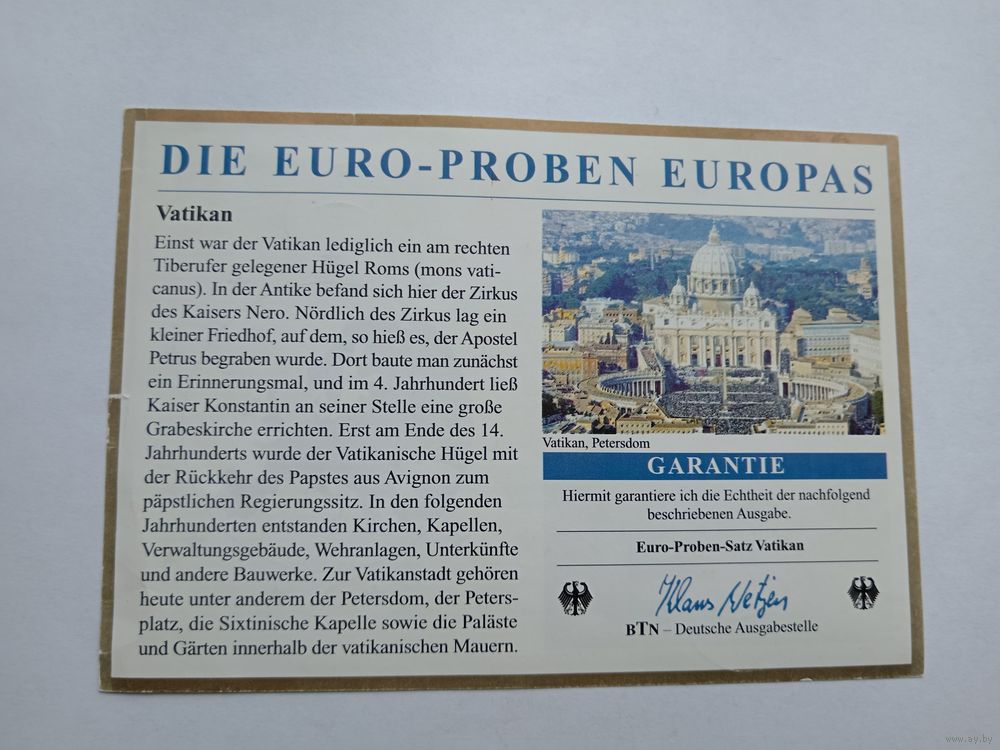 DIE EURO-PROBEN EUROPAS
Vatikan
Einst war der Vatikan lediglich ein am rechten
Tiberufer gelegener Hügel Roms (mons vati-
canus). In der Antike befand sich hier der Zirkus
des Kaisers Nero. Nördlich des Zirkus lag ein
kleiner Friedhof, auf dem, so hieß es, der Apostel
Petrus begraben wurde. Dort baute man zunächst
ein Erinnerungsmal, und im 4. Jahrhundert ließ
Kaiser Konstantin an seiner Stelle eine große
Grabeskirche errichten. Erst am Ende des 14.
Jahrhunderts wurde der Vatikanische Hügel mit
der Rückkehr des Papstes aus Avignon zum
päpstlichen Regierungssitz. In den folgenden
Jahrhunderten entstanden Kirchen, Kapellen,
Verwaltungsgebäude, Wehranlagen, Unterkünfte
und andere Bauwerke. Zur Vatikanstadt gehören
heute unter anderem der Petersdom, der Peters-
platz, die Sixtinische Kapelle sowie die Paläste
und Gärten innerhalb der vatikanischen Mauern.
Vatikan, Petersdom
GARANTIE
Hiermit garantiere ich die Echtheit der nachfolgend
beschriebenen Ausgabe.
Euro-Proben-Satz Vatikan
Klaus Netzen
BTN – Deutsche Ausgabestelle
www.ay.by